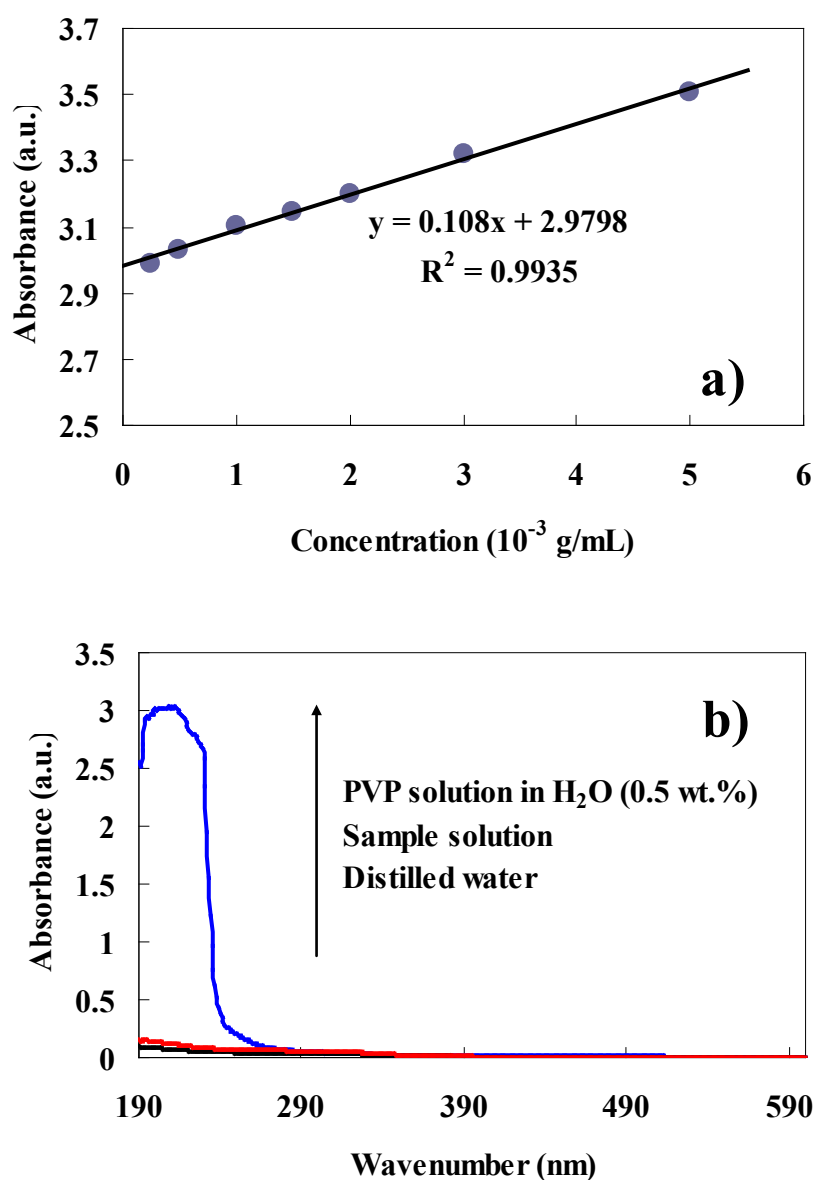 3.7
3.5
3.3
3.1
2.9
2.7
2.5
Absorbance (a.u.)
y = 0.108x + 2.9798
R² = 0.9935
a)
0 1 2 3 4 5 6
Concentration (10⁻³ g/mL)
3.5
3
2.5
2
1.5
1
0.5
0
Absorbance (a.u.)
b)
PVP solution in H₂O (0.5 wt.%)
Sample solution
Distilled water
190 290 390 490 590
Wavenumber (nm)